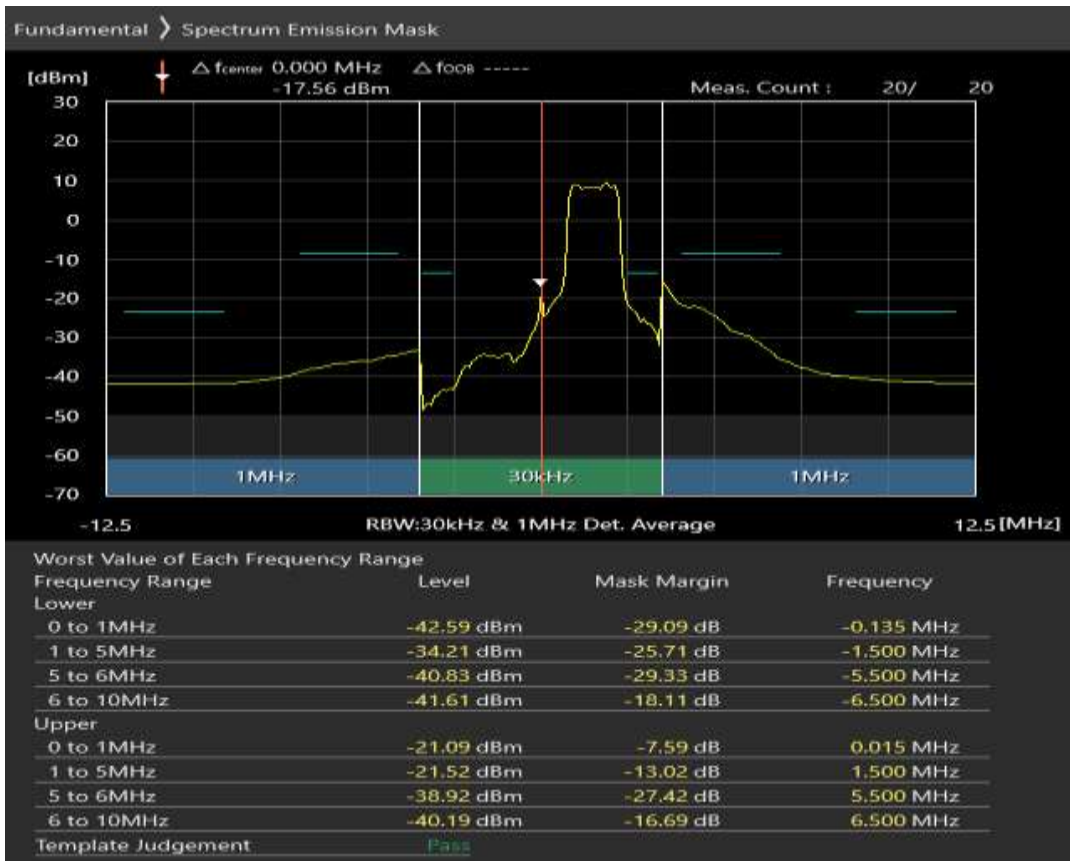 Fundamental ❯ Spectrum Emission Mask
[dBm]
△ fcenter 0.000 MHz △ fOOB -----
-17.56 dBm Meas. Count : 20/ 20
30
20
10
0
-10
-20
-30
-40
-50
-60
-70
1MHz 30kHz 1MHz
-12.5 RBW:30kHz & 1MHz Det. Average 12.5 [MHz]
Worst Value of Each Frequency Range
Frequency Range Level Mask Margin Frequency
Lower
0 to 1MHz -42.59 dBm -29.09 dB -0.135 MHz
1 to 5MHz -34.21 dBm -25.71 dB -1.500 MHz
5 to 6MHz -40.83 dBm -29.33 dB -5.500 MHz
6 to 10MHz -41.61 dBm -18.11 dB -6.500 MHz
Upper
0 to 1MHz -21.09 dBm -7.59 dB 0.015 MHz
1 to 5MHz -21.52 dBm -13.02 dB 1.500 MHz
5 to 6MHz -38.92 dBm -27.42 dB 5.500 MHz
6 to 10MHz -40.19 dBm -16.69 dB 6.500 MHz
Template Judgement Pass